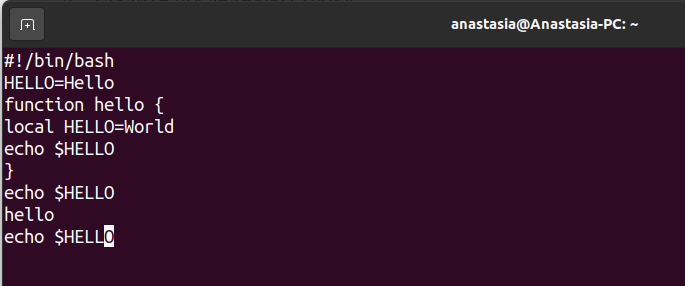 anastasia@Anastasia-PC: ~
#!/bin/bash
HELLO=Hello
function hello {
local HELLO=World
echo $HELLO
}
echo $HELLO
hello
echo $HELLO